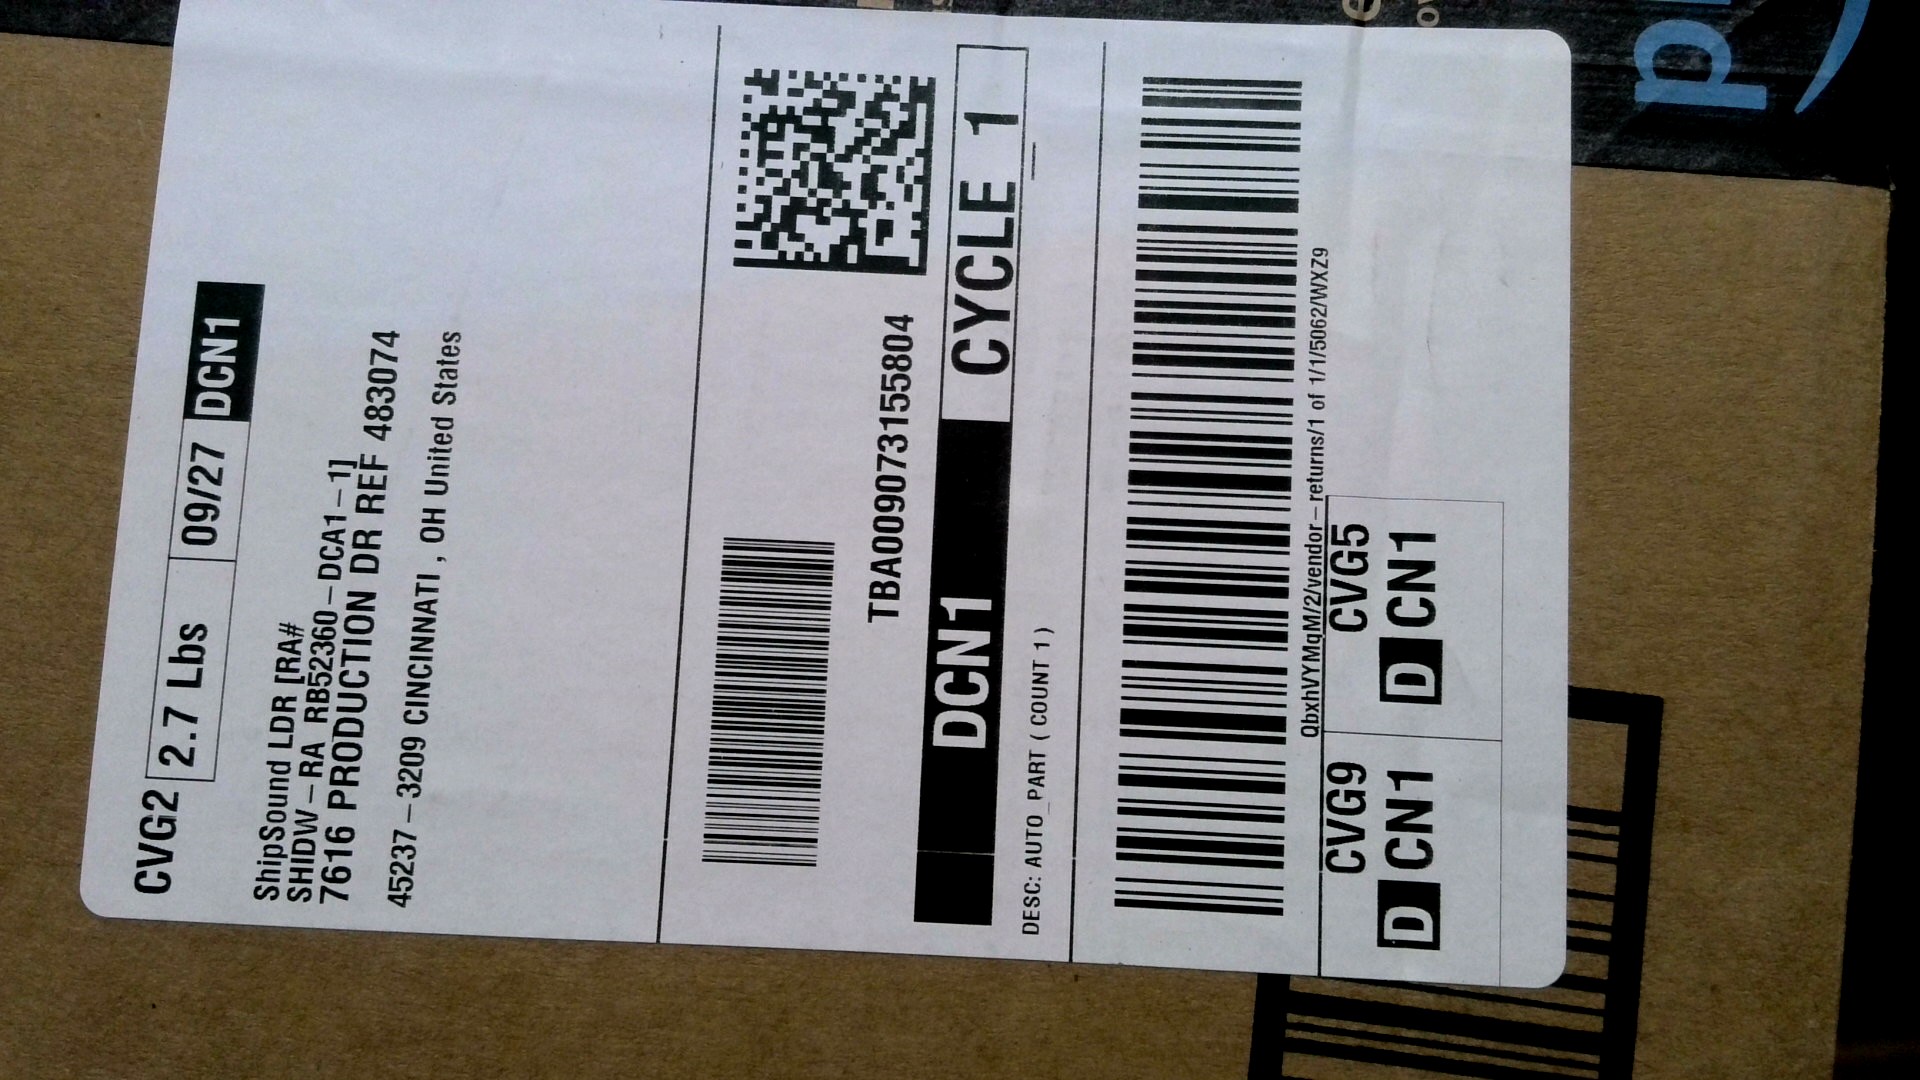 CVG2 2.7 Lbs 09/27 DCN1
ShipSound LDR [RA#
SHIDW-RA RB52360-DCA1-1]
7616 PRODUCTION DR REF 483074
45237-3209 CINCINNATI , OH United States
TBA009073155804
DCN1 CYCLE 1
DESC: AUTO_PART ( COUNT 1 )
QbxhVYMqM/2/vendor-returns/1 of 1/1/5062/WXZ9
CVG9 CVG5
D CN1 D CN1